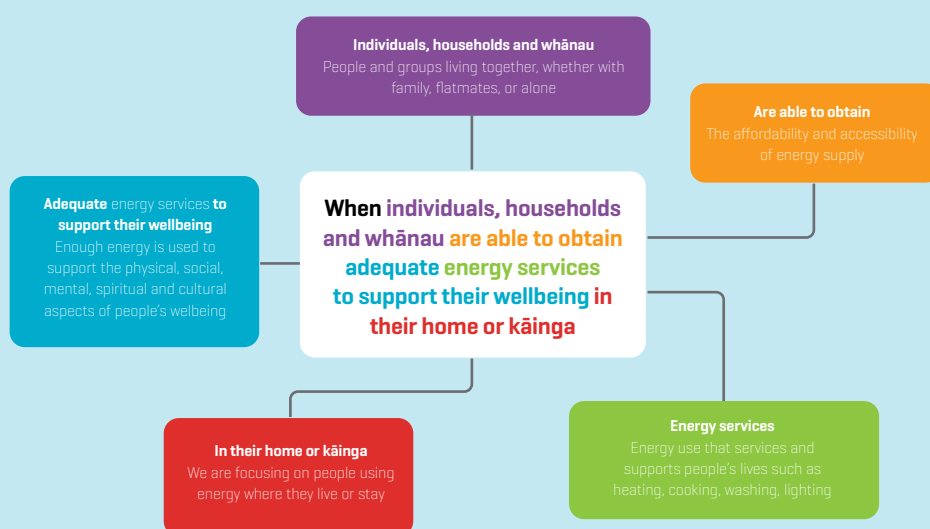 Individuals, households and whānau
People and groups living together, whether with
family, flatmates, or alone
Are able to obtain
The affordability and accessibility
of energy supply
Adequate energy services to
support their wellbeing
Enough energy is used to
support the physical, social,
mental, spiritual and cultural
aspects of people's welbeing
When individuals, households
and whānau are able to obtain
adequate energy services
to support their wellbeing in
their home or kāinga
In their home or kāinga
We are focusing on people using
energy where they live or stay
Energy services
Energy use that services and
supports people's lives such as
heating, cooking, washing, lighting